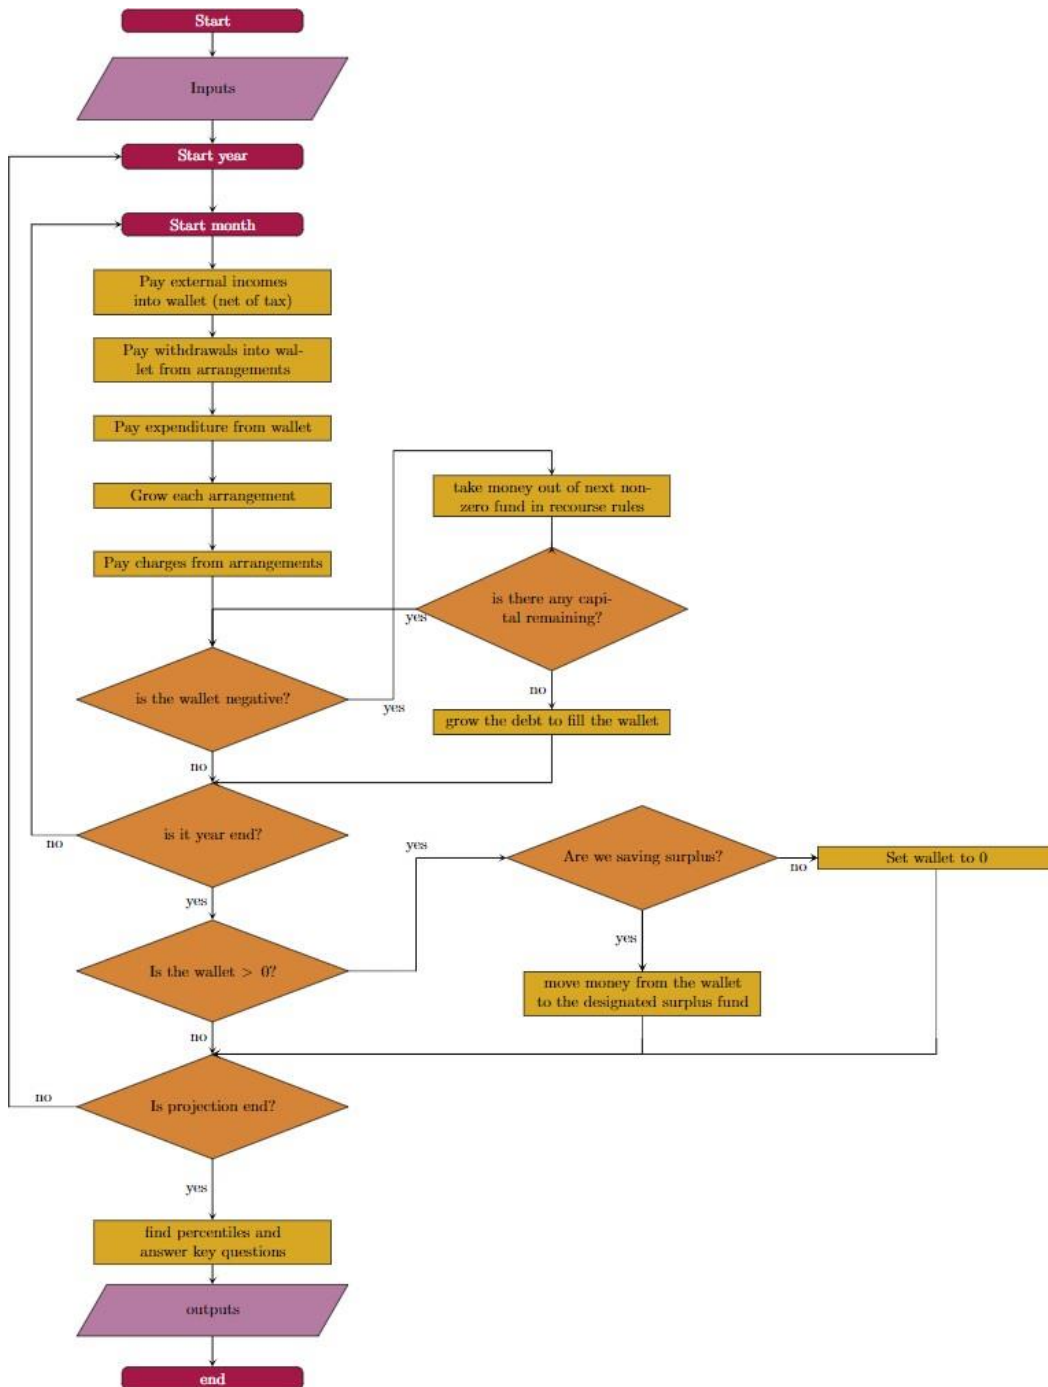 Start
Inputs
Start year
Start month
Pay external incomes
into wallet (net of tax)
Pay withdrawals into wal-
let from arrangements
Pay expenditure from wallet
Grow each arrangement
take money out of next non-
zero fund in recourse rules
Pay charges from arrangements
is there any capi-
tal remaining?
yes
is the wallet negative?
yes
no
grow the debt to fill the wallet
no
is it year end?
no
yes
Are we saving surplus?
no
Set wallet to 0
yes
Is the wallet > 0?
yes
move money from the wallet
to the designated surplus fund
no
Is projection end?
no
yes
find percentiles and
answer key questions
outputs
end